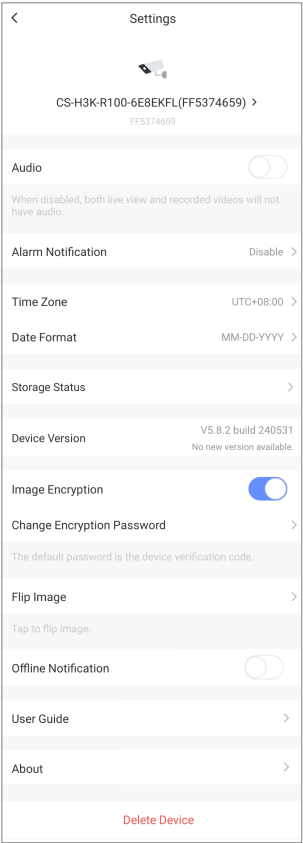 Settings
CS-H3K-R100-6E8EKFL(FF5374659)
FF5374659
Audio
When disabled, both live view and recorded videos will not
have audio.
Alarm Notification Disable
Time Zone UTC+08:00
Date Format MM-DD-YYYY
Storage Status
Device Version V5.8.2 build 240531
No new version available.
Image Encryption
Change Encryption Password
The default password is the device verification code.
Flip Image
Tap to flip image.
Offline Notification
User Guide
About
Delete Device